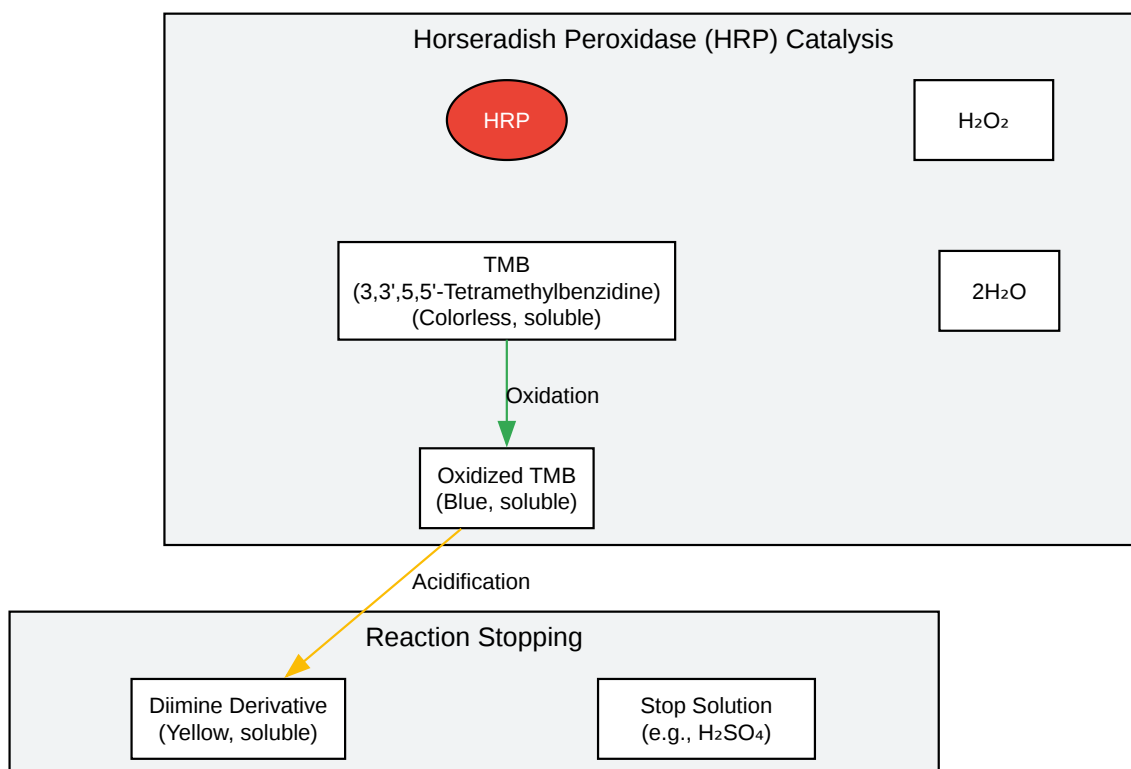 Horseradish Peroxidase (HRP) Catalysis
HRP
H₂O₂
TMB
(3,3',5,5'-Tetramethylbenzidine)
(Colorless, soluble)
2H₂O
Oxidation
Oxidized TMB
(Blue, soluble)
Acidification
Reaction Stopping
Diimine Derivative
(Yellow, soluble)
Stop Solution
(e.g., H₂SO₄)